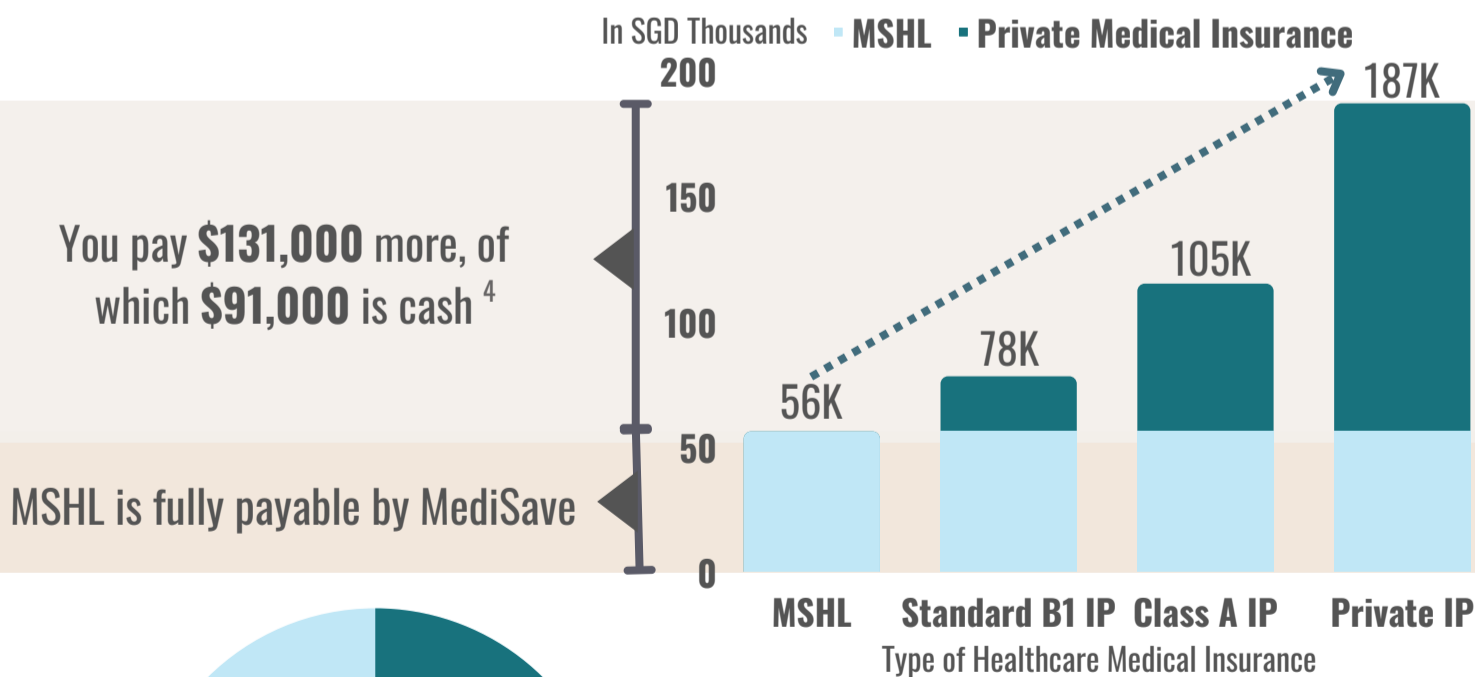 In SGD Thousands MSHL Private Medical Insurance
200
187K
150
You pay $131,000 more, of
which $91,000 is cash 4
105K
100
78K
56K
50
MSHL is fully payable by MediSave
0
MSHL Standard B1 IP Class A IP Private IP
Type of Healthcare Medical Insurance